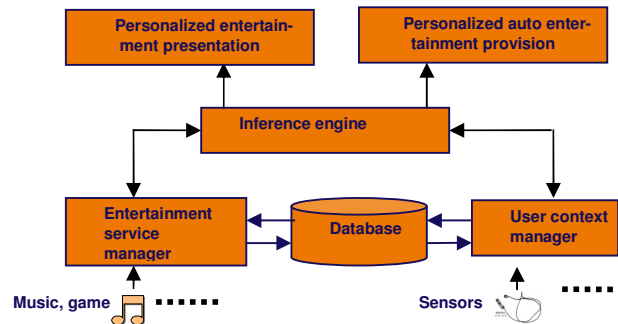 Personalized entertain-
ment presentation
Personalized auto enter-
tainment provision
Inference engine
Entertainment
service
manager
Database
User context
manager
Music, game
Sensors